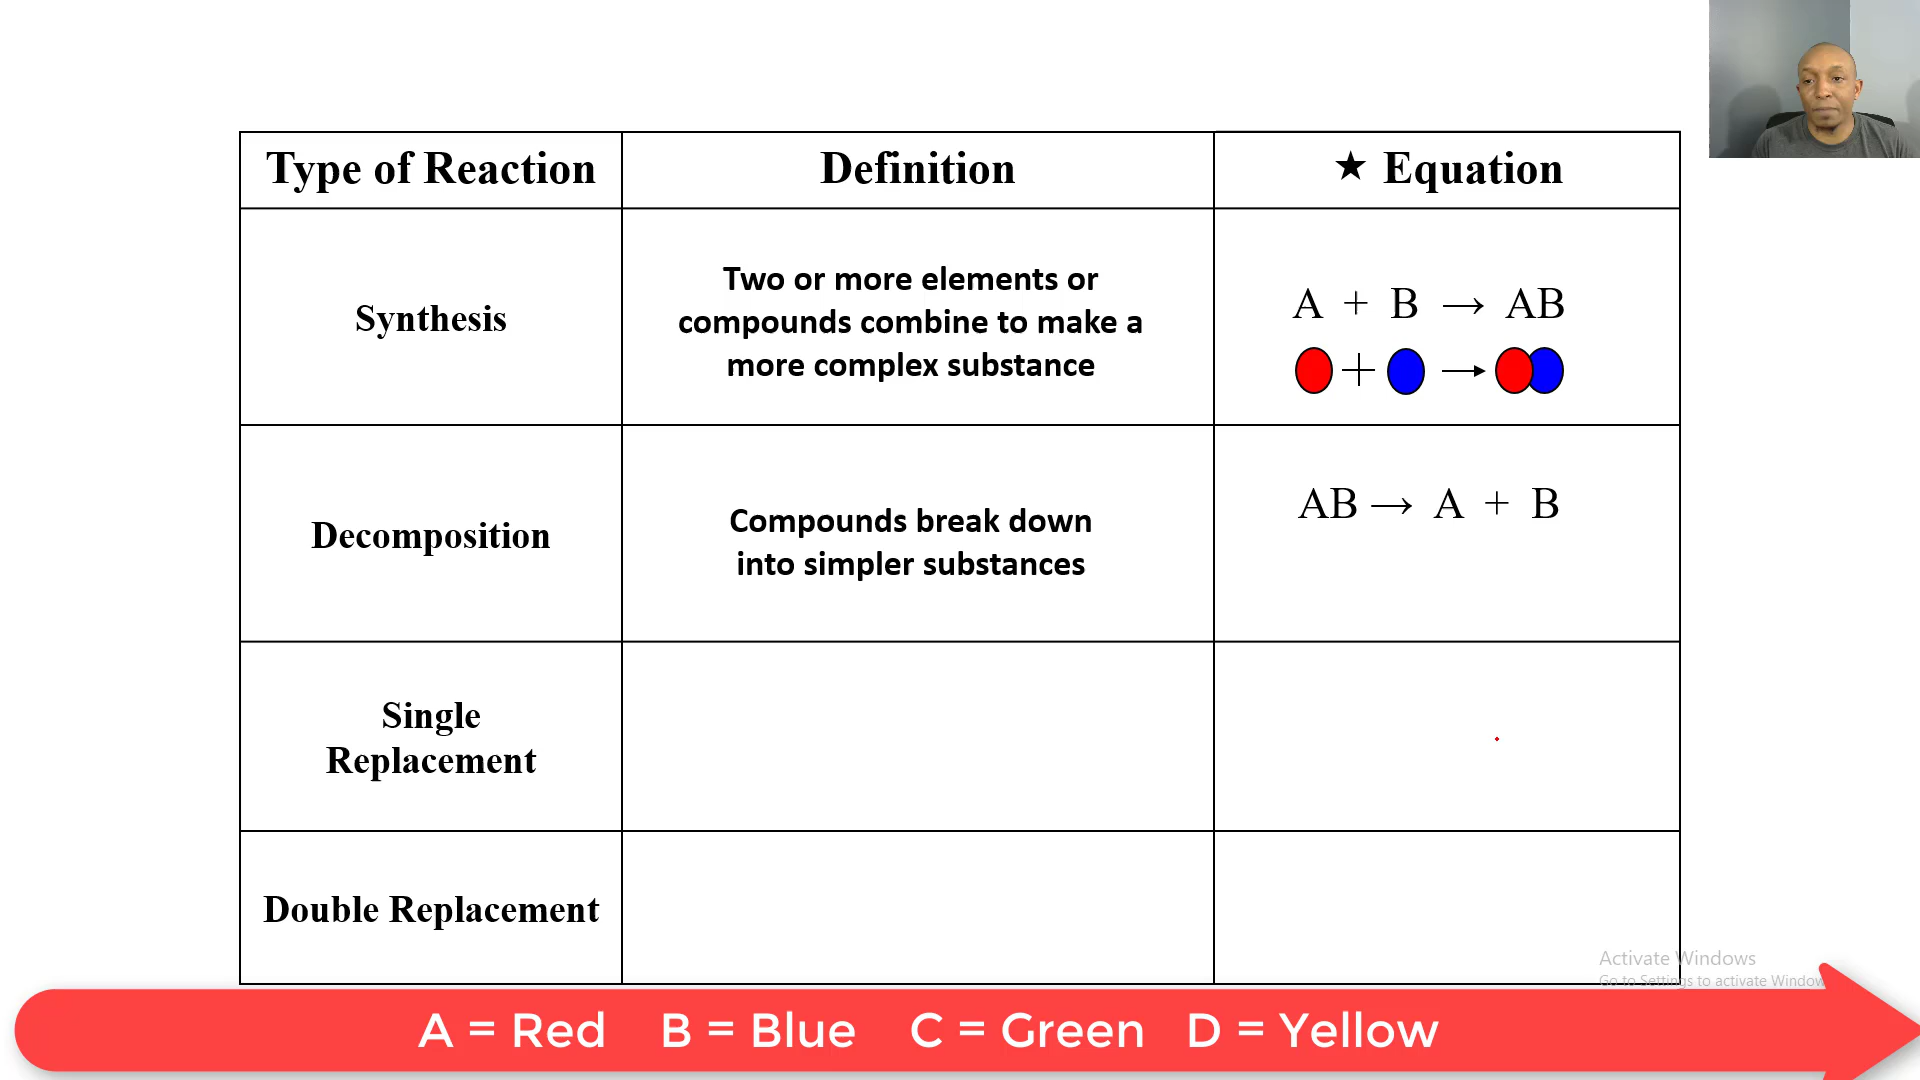 Type of Reaction
Definition
★ Equation
Synthesis
Two or more elements or
compounds combine to make a
more complex substance
A + B → AB
+ →
Decomposition
Compounds break down
into simpler substances
AB → A + B
Single
Replacement
Double Replacement
Activate Windows
Go to Settings to activate Window
A = Red B = Blue C = Green D = Yellow